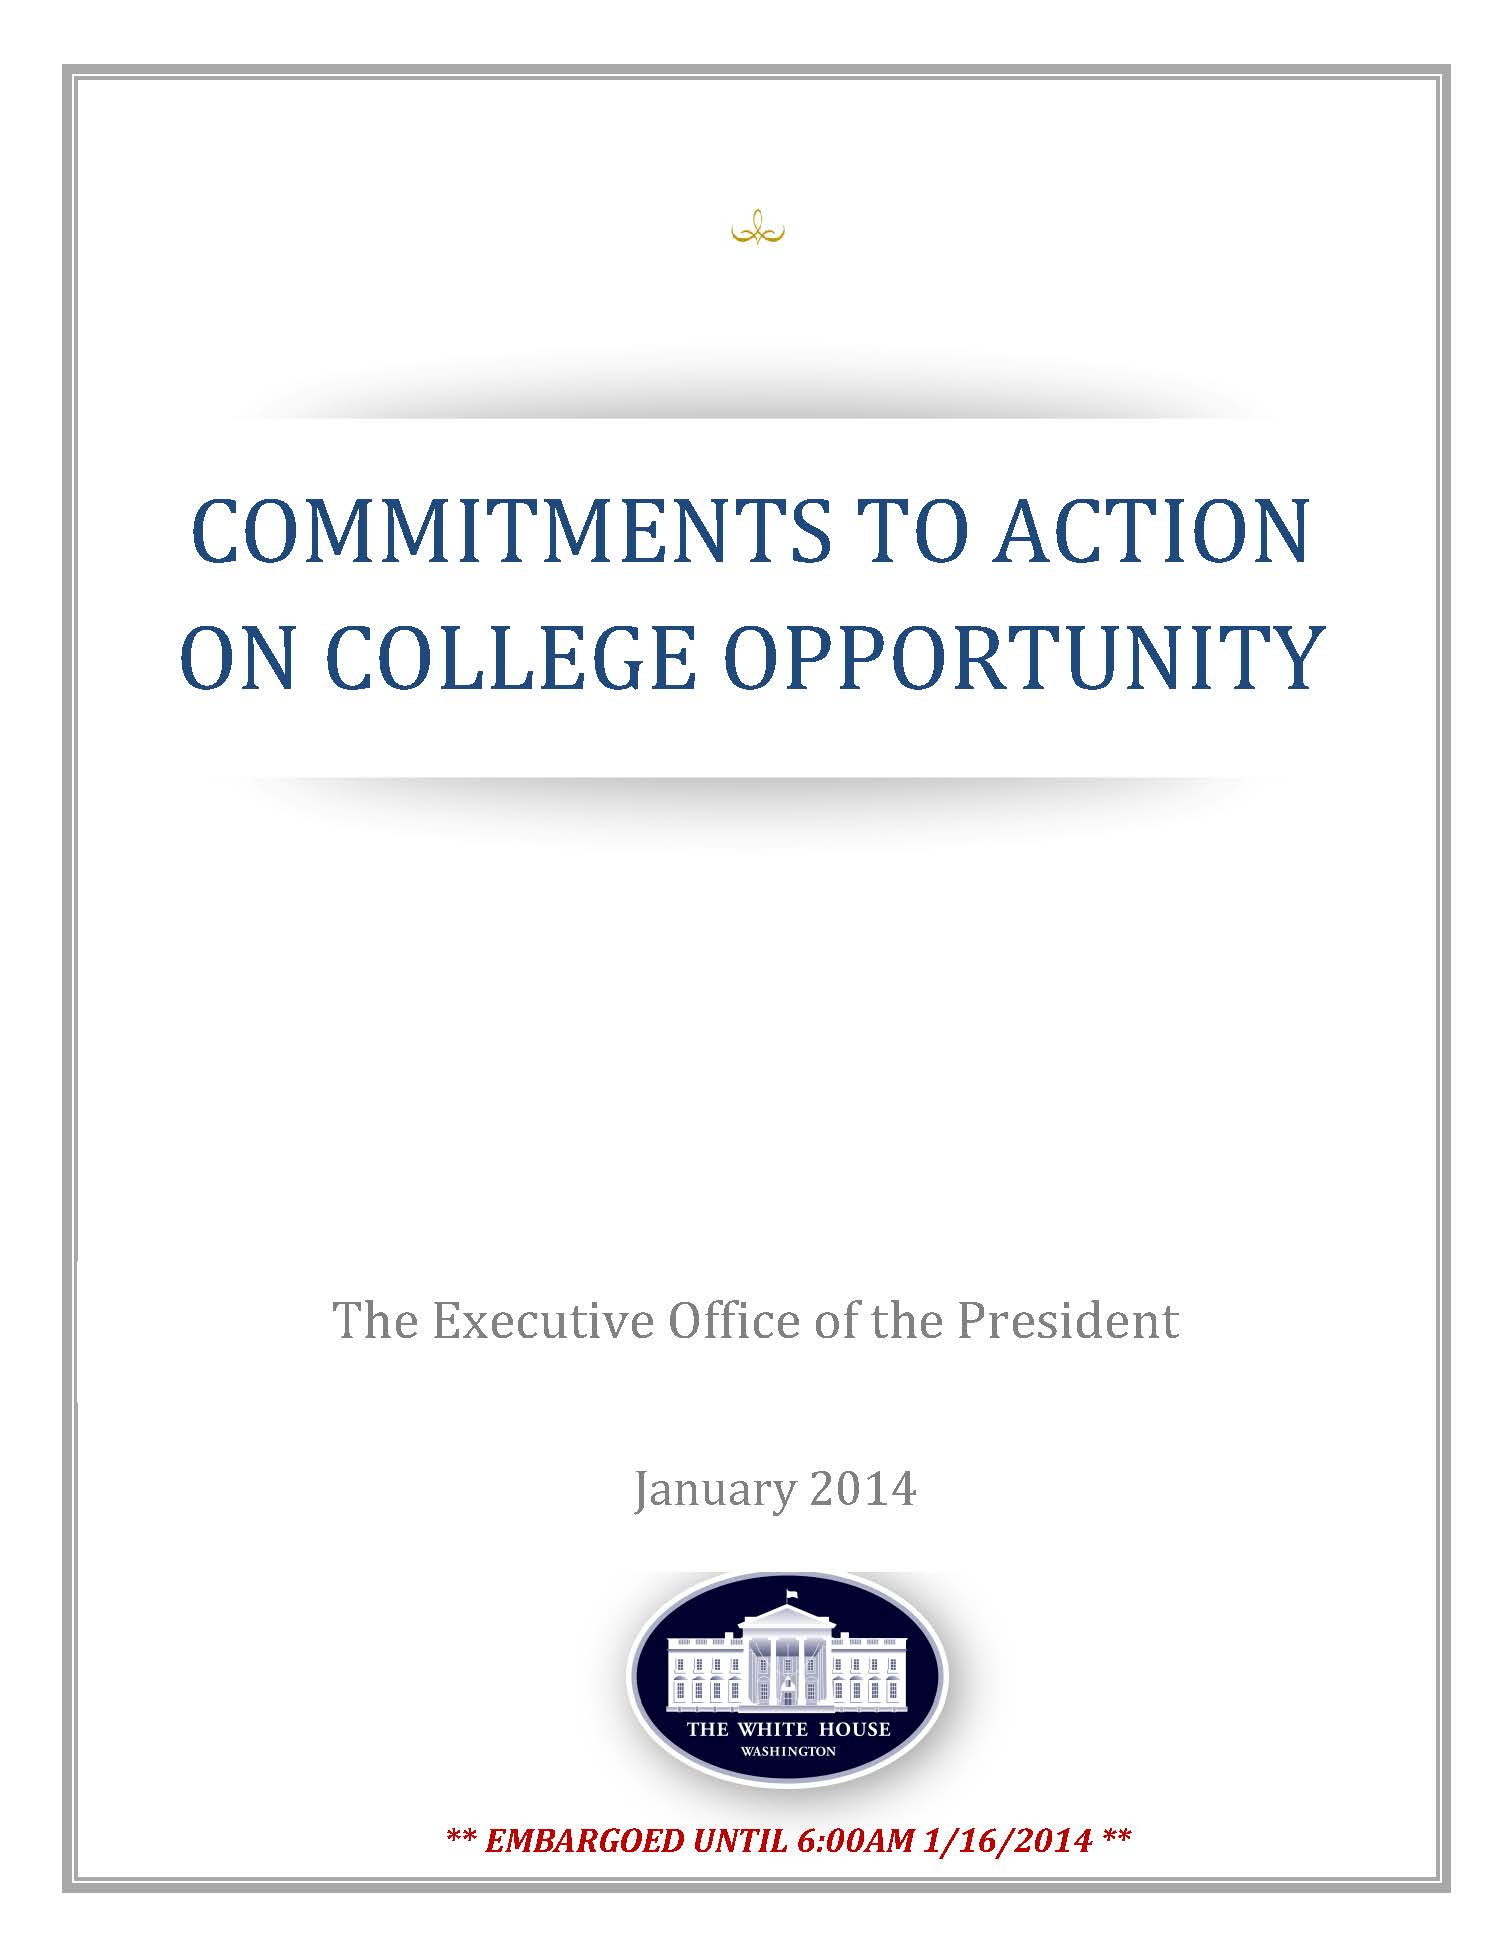 COMMITMENTS TO ACTION
ON COLLEGE OPPORTUNITY
The Executive Office of the President
January 2014
THE WHITE HOUSE
WASHINGTON
** EMBARGOED UNTIL 6:00AM 1/16/2014 **